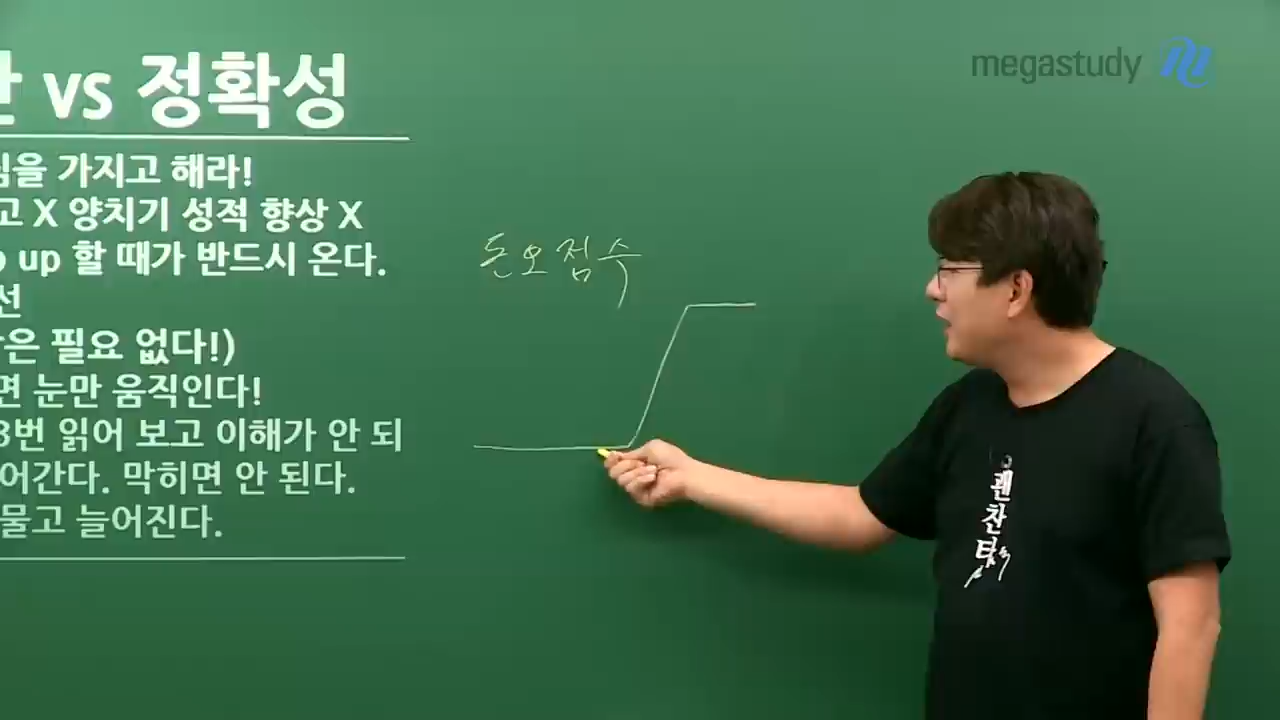 megastudy
vs 정확성
가지고 해라!
고 X 양치기 성적 향상 X
up 할 때가 반드시 온다.
선
은 필요 없다!)
면 눈만 움직인다!
3번 읽어 보고 이해가 안 되
어간다. 막히면 안 된다.
물고 늘어진다.
돈오점수
괜찬타